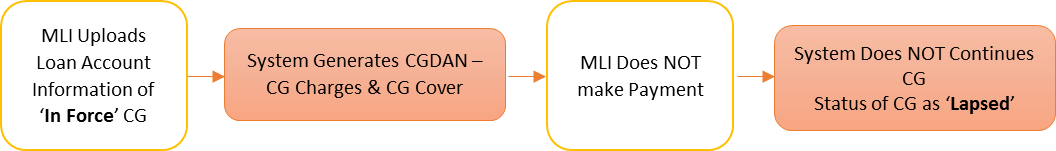 MLI Uploads
Loan Account
Information of
‘In Force’ CG
System Generates CGDAN –
CG Charges & CG Cover
MLI Does NOT
make Payment
System Does NOT Continues
CG
Status of CG as ‘Lapsed’